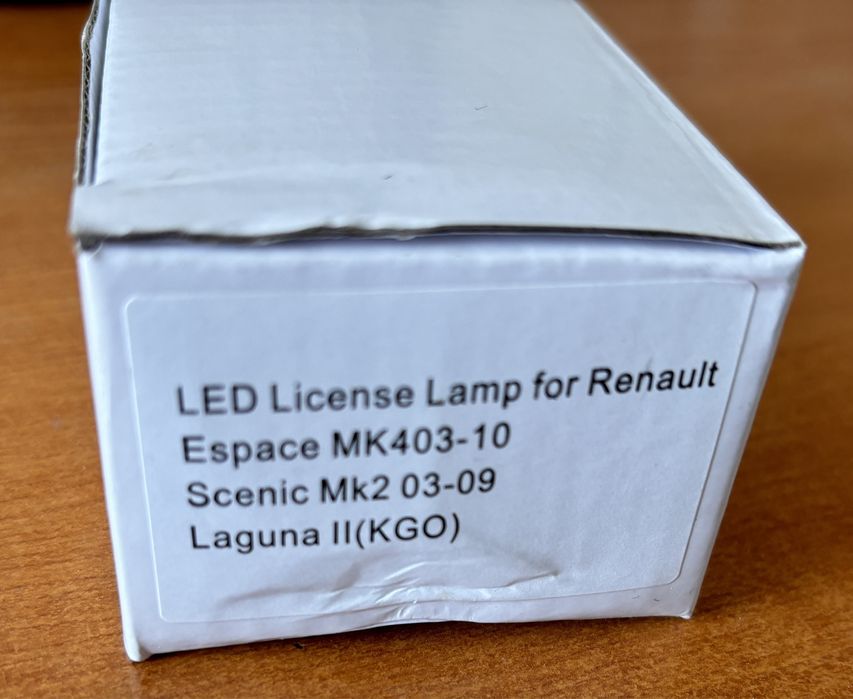 LED License Lamp for Renault
Espace MK403-10
Scenic Mk2 03-09
Laguna II(KGO)